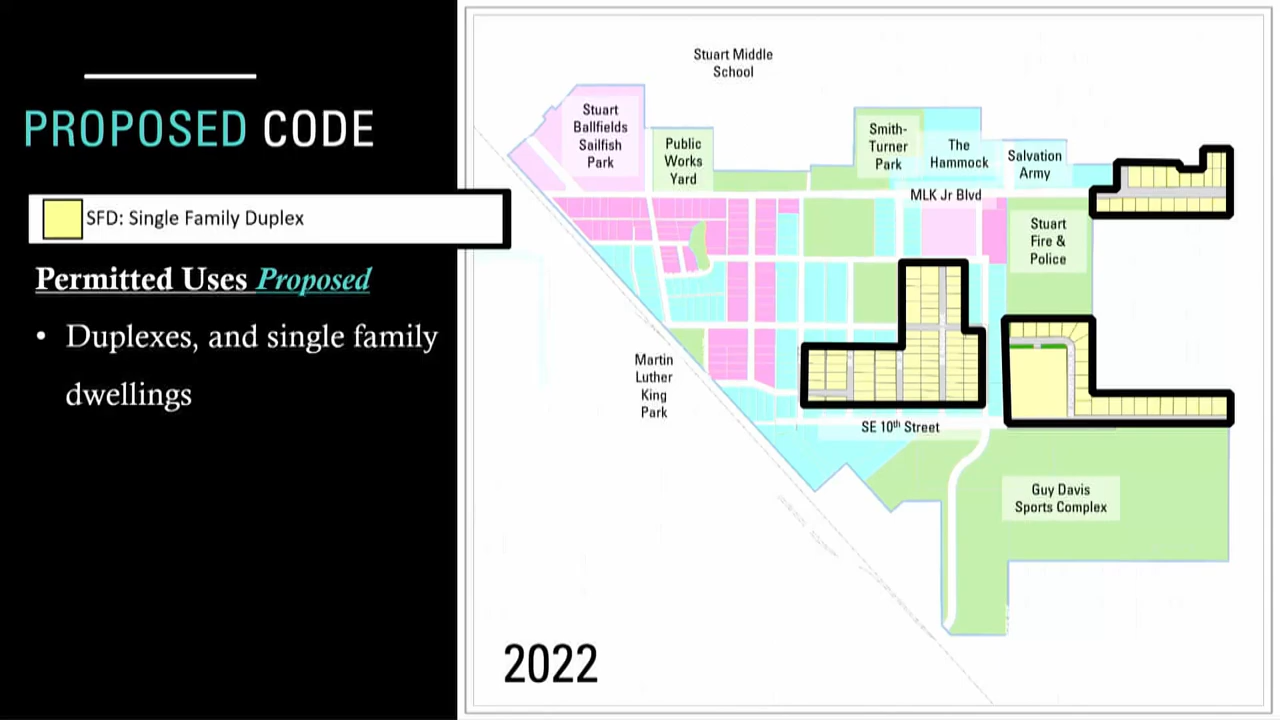 PROPOSED CODE
SFD: Single Family Duplex
Permitted Uses Proposed
• Duplexes, and single family
dwellings
Stuart Middle
School
Stuart
Ballfields
Sailfish
Park
Public
Works
Yard
Smith-
Turner
Park
The
Hammock
Salvation
Army
MLK Jr Blvd
Stuart
Fire &
Police
Martin
Luther
King
Park
SE 10th Street
Guy Davis
Sports Complex
2022